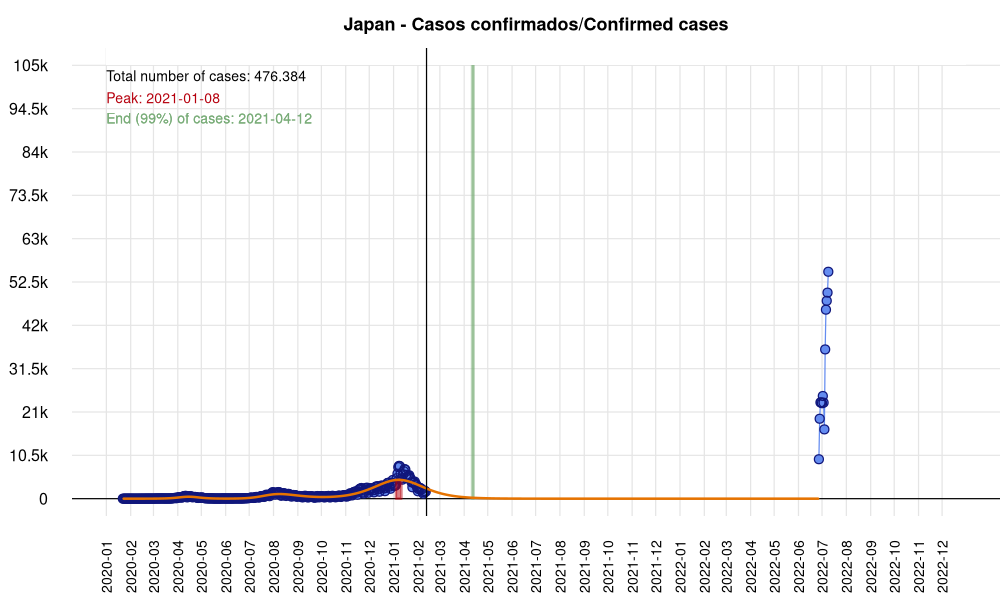 Japan - Casos confirmados/Confirmed cases
Total number of cases: 476.384
Peak: 2021-01-08
End (99%) of cases: 2021-04-12
105k
94.5k
84k
73.5k
63k
52.5k
42k
31.5k
21k
10.5k
0
2020-01
2020-02
2020-03
2020-04
2020-05
2020-06
2020-07
2020-08
2020-09
2020-10
2020-11
2020-12
2021-01
2021-03
2021-04
2021-05
2021-06
2021-07
2021-08
2021-09
2021-10
2021-11
2021-12
2022-01
2022-02
2022-03
2022-04
2022-05
2022-06
2022-07
2022-08
2022-09
2022-10
2022-11
2022-12